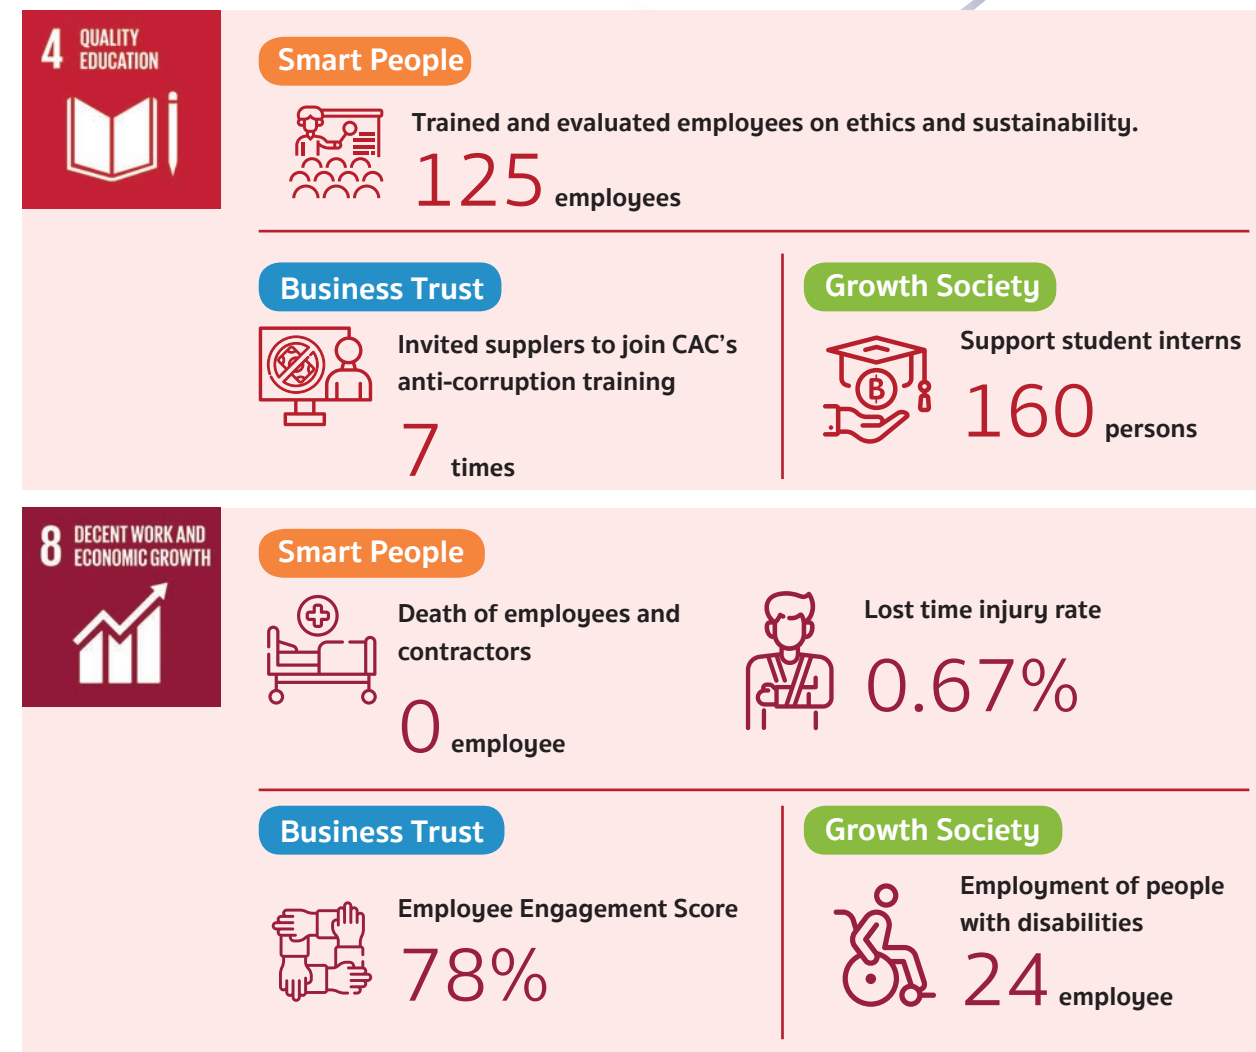 4 QUALITY
EDUCATION
Smart People
Trained and evaluated employees on ethics and sustainability.
125 employees
Business Trust
Invited supplers to join CAC's
anti-corruption training
7 times
Growth Society
Support student interns
B
160 persons
8 DECENT WORK AND
ECONOMIC GROWTH
Smart People
Death of employees and
contractors
0 employee
Lost time injury rate
0.67%
Business Trust
Employee Engagement Score
78%
Growth Society
Employment of people
with disabilities
24 employee